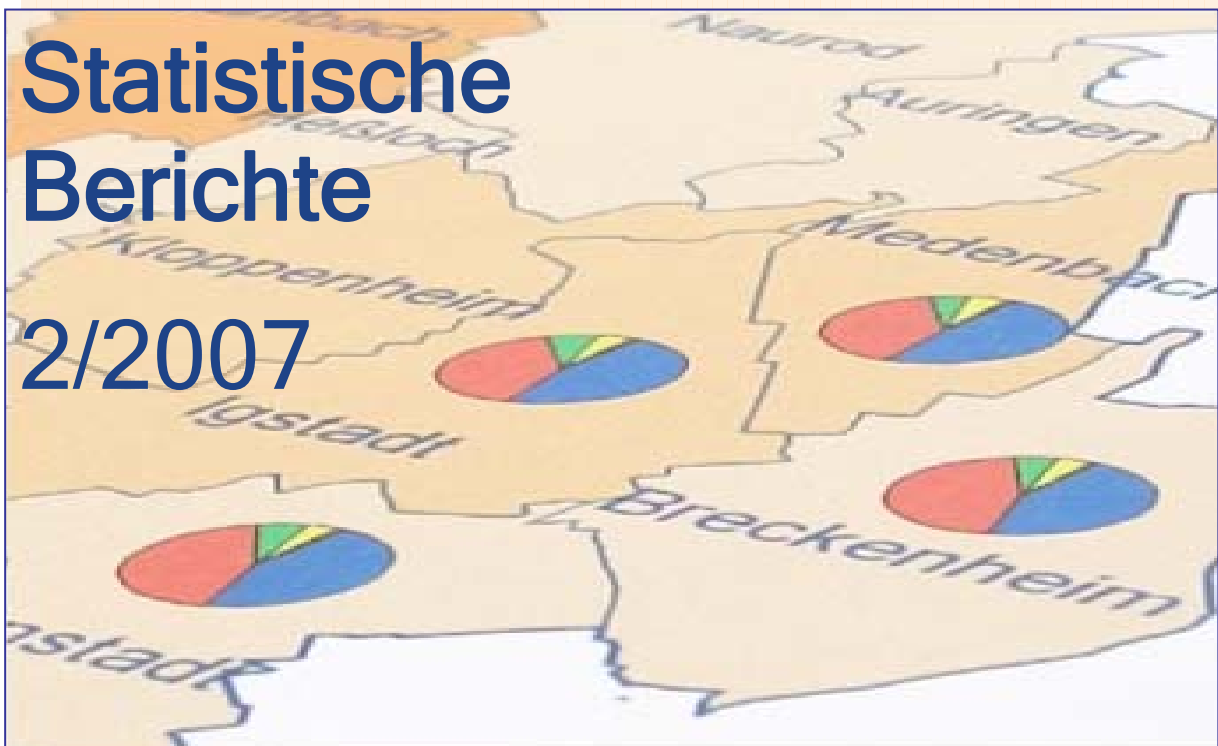 Statistische
Berichte
2/2007
Naurod
Auringen
Kloppenheim
Medenbach
Igstadt
Breckenheim